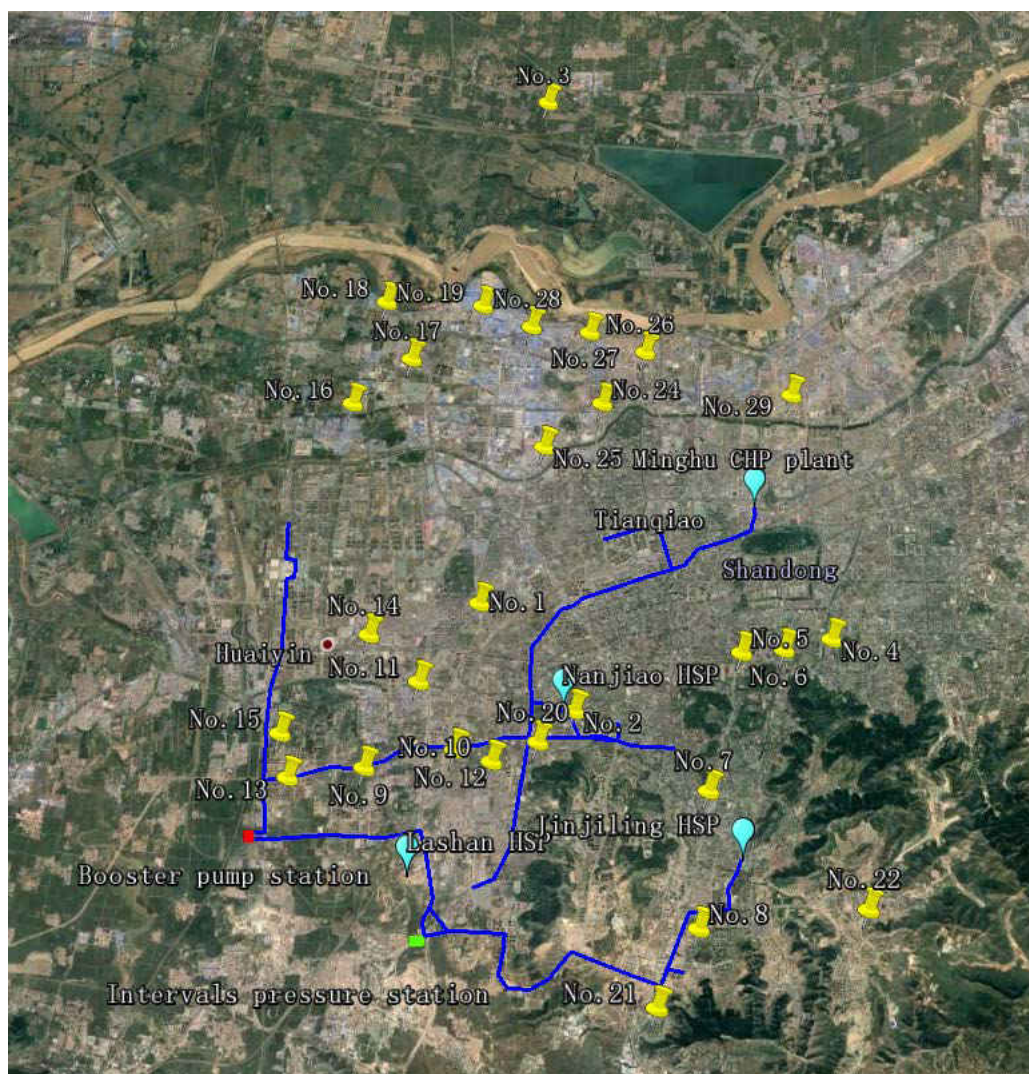 No.3
No.18
No.19
No.28
No.17
No.26
No.27
No.16
No.24
No.29
No.25
Minghu CHP plant
Tianqiao
Shandong
No.1
No.14
Huaiyin
No.5
No.4
No.11
No.6
Nanjiao HSP
No.15
No.20
No.2
No.10
No.12
No.13
No.9
No.7
Jinjiling HSP
Dashan HSP
Booster pump station
No.22
No.8
Intervals pressure station
No.21